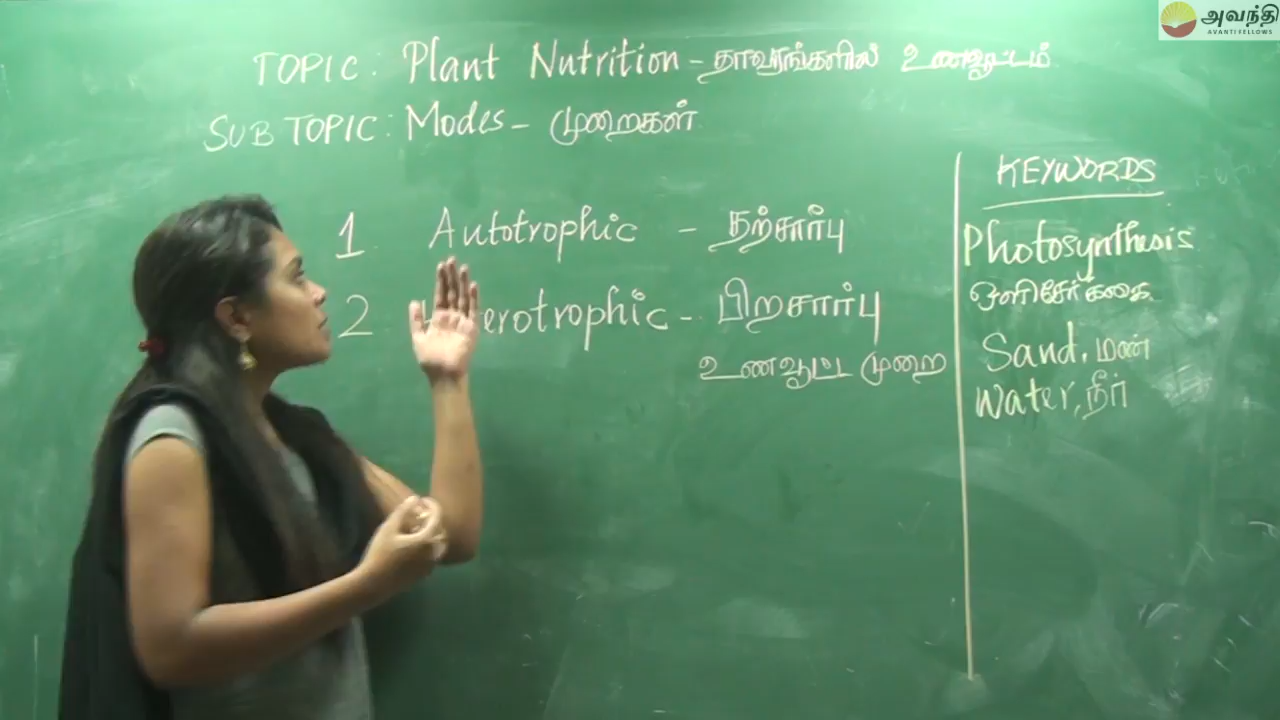 அவந்தி
AVANTI FELLOWS
TOPIC: Plant Nutrition - தாவரங்களில் உணவூட்டம்
SUB TOPIC: Modes - முறைகள்
1 Autotrophic - தற்சார்பு
2 Heterotrophic - பிறசார்பு
உணவூட்ட முறை
KEYWORDS
Photosynthesis
ஒளிசேர்க்கை
Sand, மண்
Water, நீர்